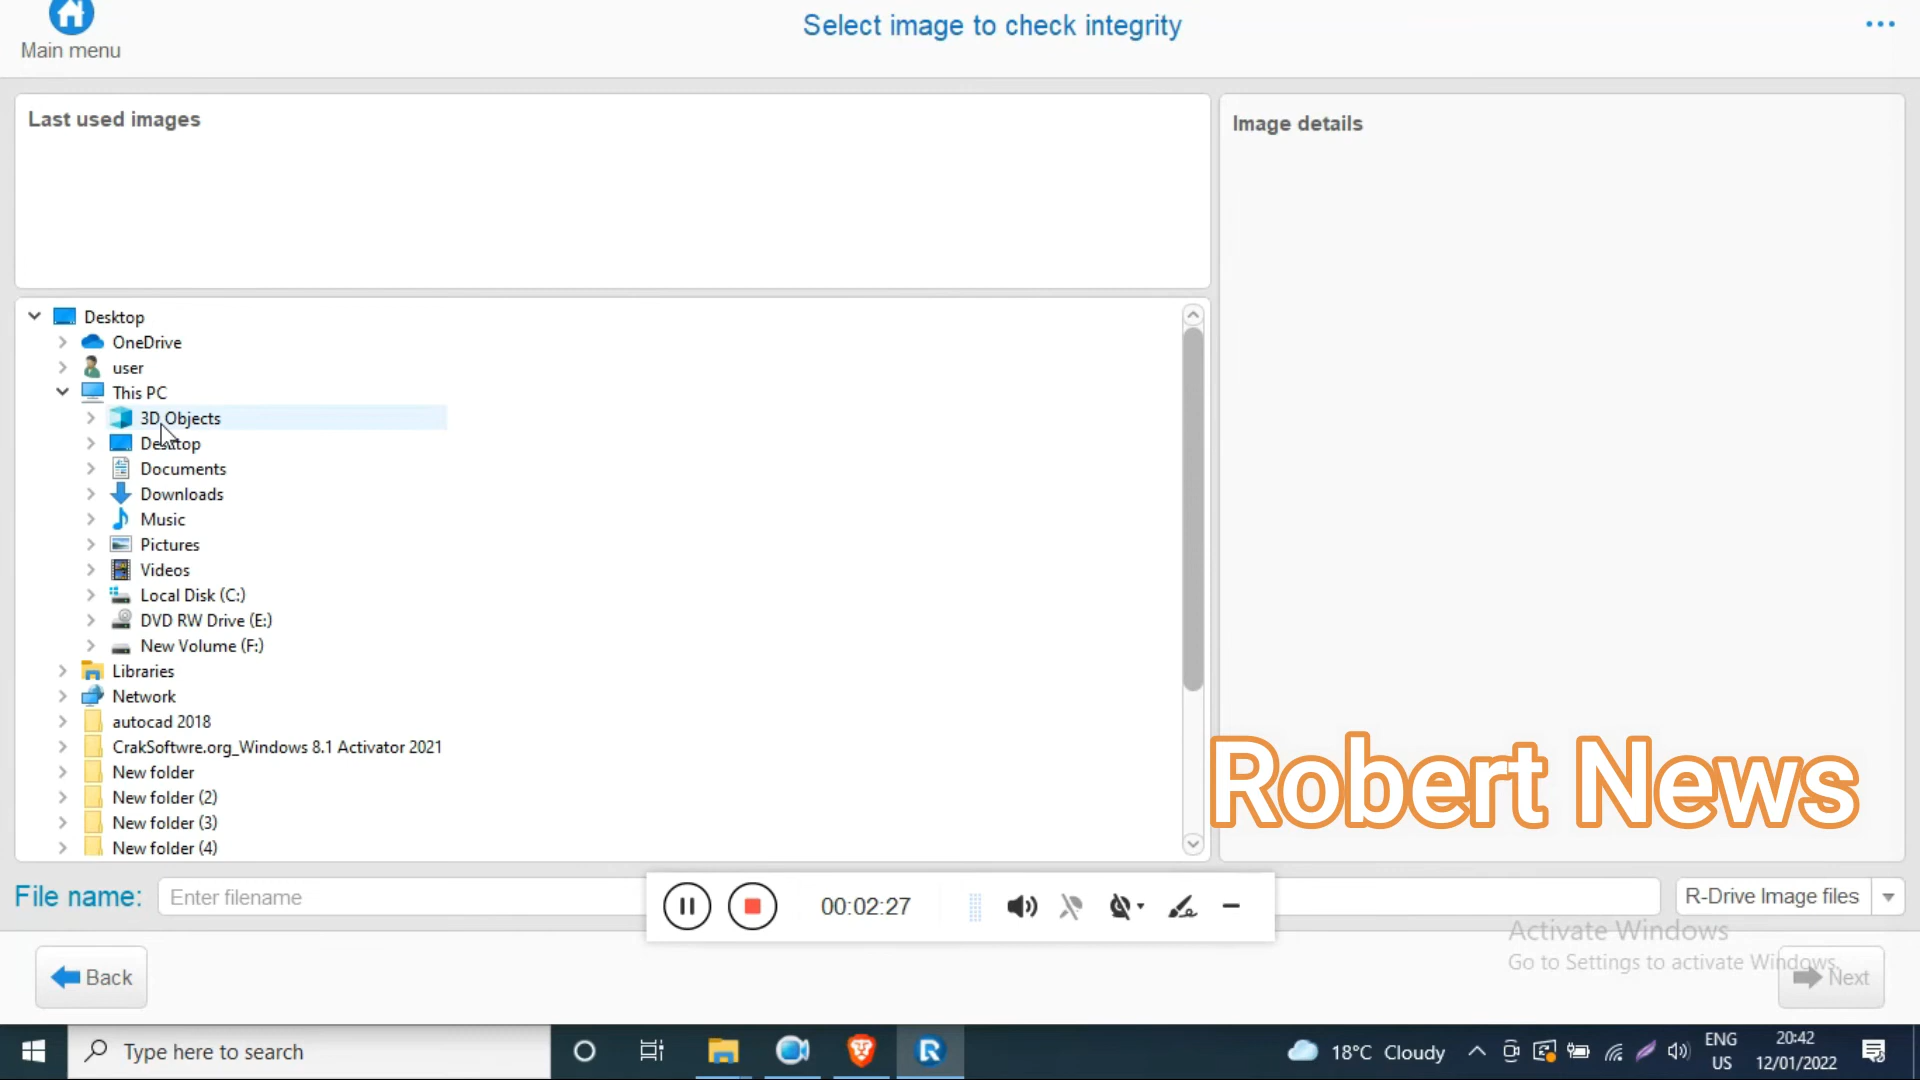 Main menu
Select image to check integrity
Last used images
Image details
Desktop
OneDrive
user
This PC
3D Objects
Desktop
Documents
Downloads
Music
Pictures
Videos
Local Disk (C:)
DVD RW Drive (E:)
New Volume (F:)
Libraries
Network
autocad 2018
CrakSoftwre.org_Windows 8.1 Activator 2021
New folder
New folder (2)
New folder (3)
New folder (4)
Robert News
File name: Enter filename
R-Drive Image files
00:02:27
Activate Windows
Go to Settings to activate Windows.
Back
Next
Type here to search
18°C Cloudy
ENG
US
20:42
12/01/2022